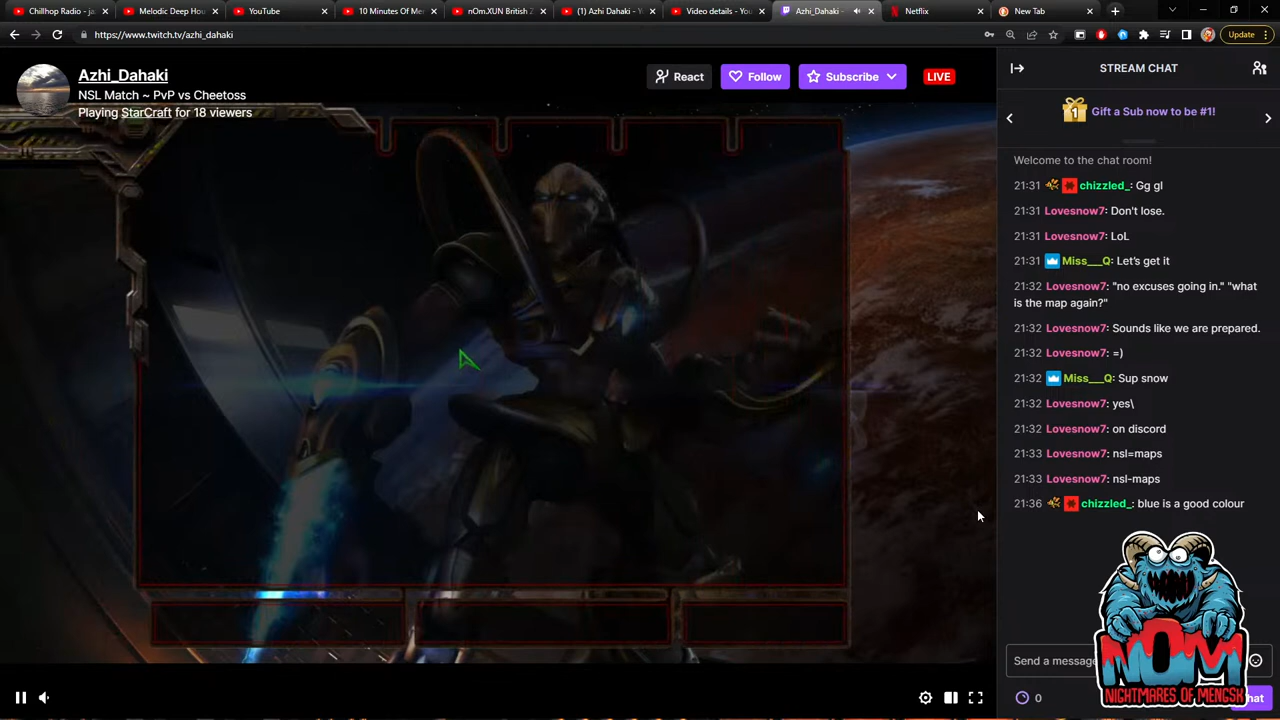 Chillhop Radio - ja
Melodic Deep Hou
YouTube
10 Minutes Of Me
nOm.XUN British Z
(1) Azhi Dahaki - Y
Video details - You
Azhi_Dahaki -
Netflix
New Tab
https://www.twitch.tv/azhi_dahaki
Update
Azhi_Dahaki
NSL Match ~ PvP vs Cheetoss
Playing StarCraft for 18 viewers
React
Follow
Subscribe
LIVE
STREAM CHAT
1
Gift a Sub now to be #1!
Welcome to the chat room!
21:31 chizzled_: Gg gl
21:31 Lovesnow7: Don't lose.
21:31 Lovesnow7: LoL
21:31 Miss___Q: Let's get it
21:32 Lovesnow7: "no excuses going in." "what
is the map again?"
21:32 Lovesnow7: Sounds like we are prepared.
21:32 Lovesnow7: =)
21:32 Miss___Q: Sup snow
21:32 Lovesnow7: yes\
21:32 Lovesnow7: on discord
21:33 Lovesnow7: nsl=maps
21:33 Lovesnow7: nsl-maps
21:36 chizzled_: blue is a good colour
Send a message
0
hat
NOM
NIGHTMARES OF MENGSK